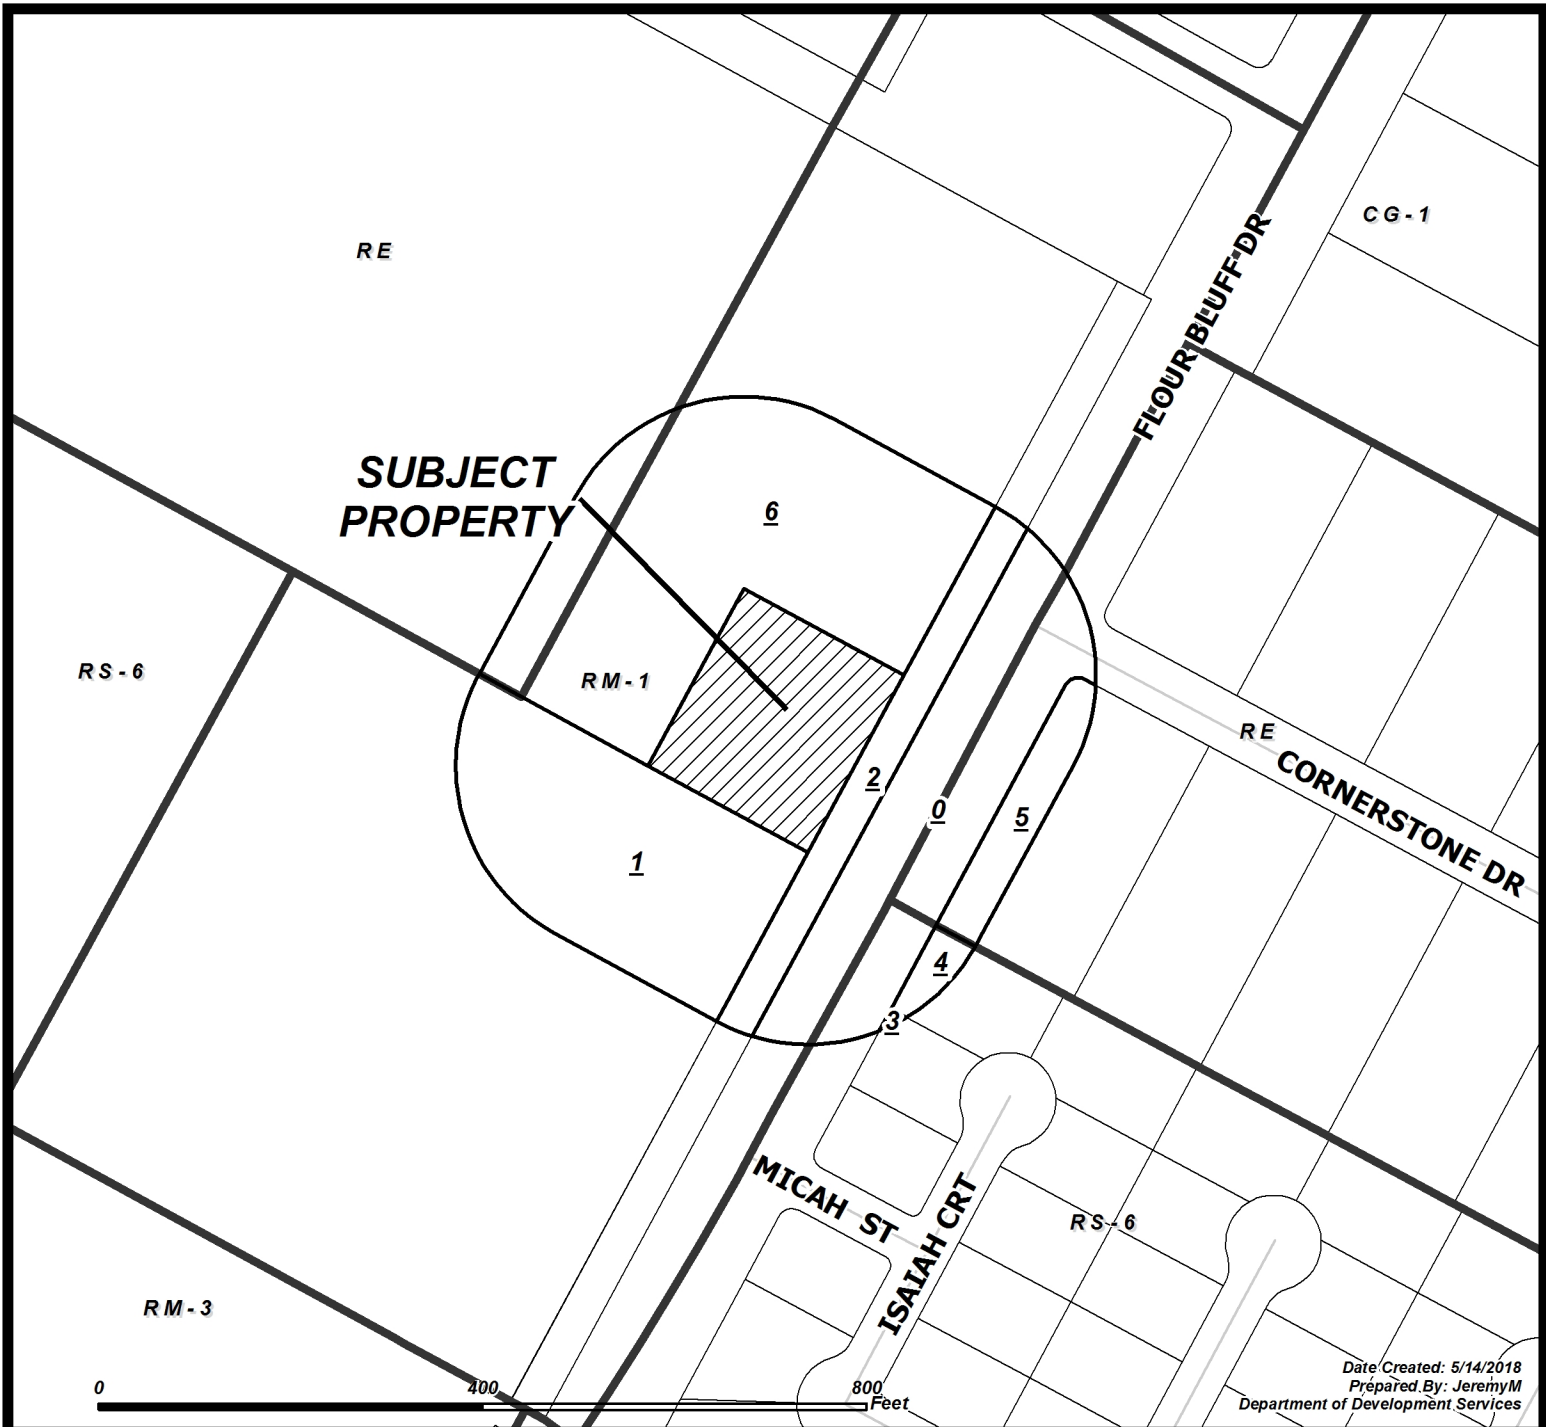 CG-1
RE
FLOUR BLUFF DR
SUBJECT
PROPERTY
6
RS-6
RM-1
RE
CORNERSTONE DR
2
0
5
1
4
3
MICAH ST
ISAIAH CRT
RS-6
RM-3
0 400 800
Feet
Date Created: 5/14/2018
Prepared By: JeremyM
Department of Development Services